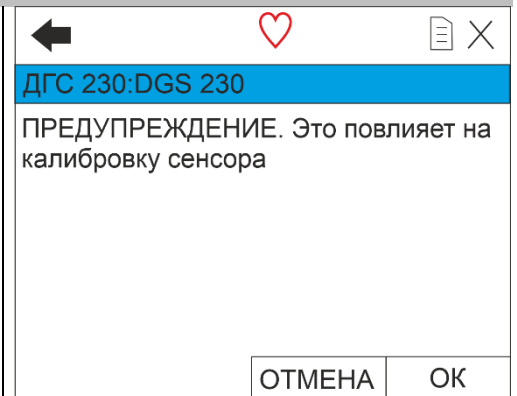 ДГС 230:DGS 230
ПРЕДУПРЕЖДЕНИЕ. Это повлияет на
калибровку сенсора
ОТМЕНА ОК